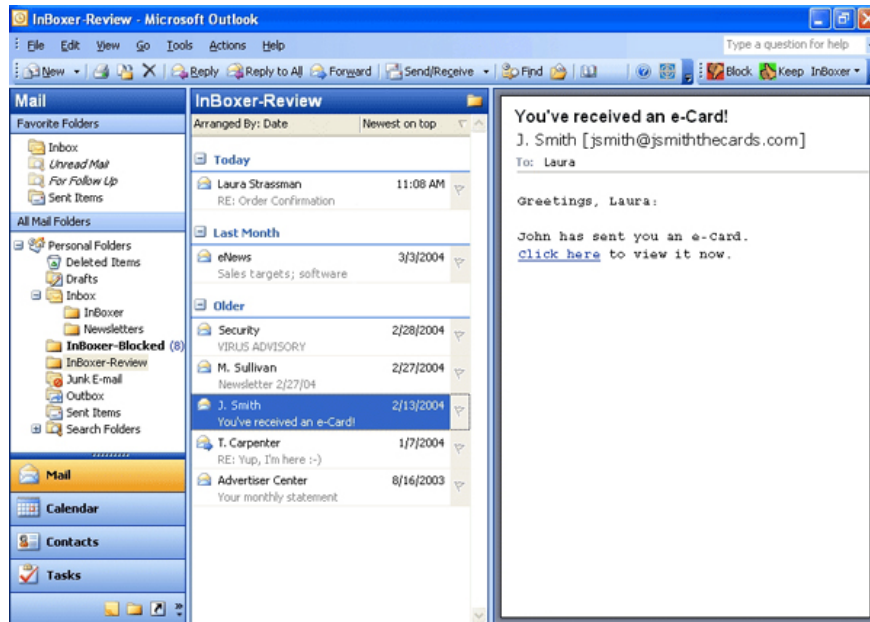 InBoxer-Review - Microsoft Outlook
File Edit View Go Tools Actions Help
Type a question for help
New Reply Reply to All Forward Send/Receive Find Block Keep InBoxer
Mail
Favorite Folders
Inbox
Unread Mail
For Follow Up
Sent Items
All Mail Folders
Personal Folders
Deleted Items
Drafts
Inbox
InBoxer
Newsletters
InBoxer-Blocked (8)
InBoxer-Review
Junk E-mail
Outbox
Sent Items
Search Folders
Mail
Calendar
Contacts
Tasks
InBoxer-Review
Arranged By: Date Newest on top
Today
Laura Strassman 11:08 AM
RE: Order Confirmation
Last Month
eNews 3/3/2004
Sales targets; software
Older
Security 2/28/2004
VIRUS ADVISORY
M. Sullivan 2/27/2004
Newsletter 2/27/04
J. Smith 2/13/2004
You've received an e-Card!
T. Carpenter 1/7/2004
RE: Yup, I'm here :-)
Advertiser Center 8/16/2003
Your monthly statement
You've received an e-Card!
J. Smith [jsmith@jsmiththecards.com]
To: Laura
Greetings, Laura:
John has sent you an e-Card.
Click here to view it now.